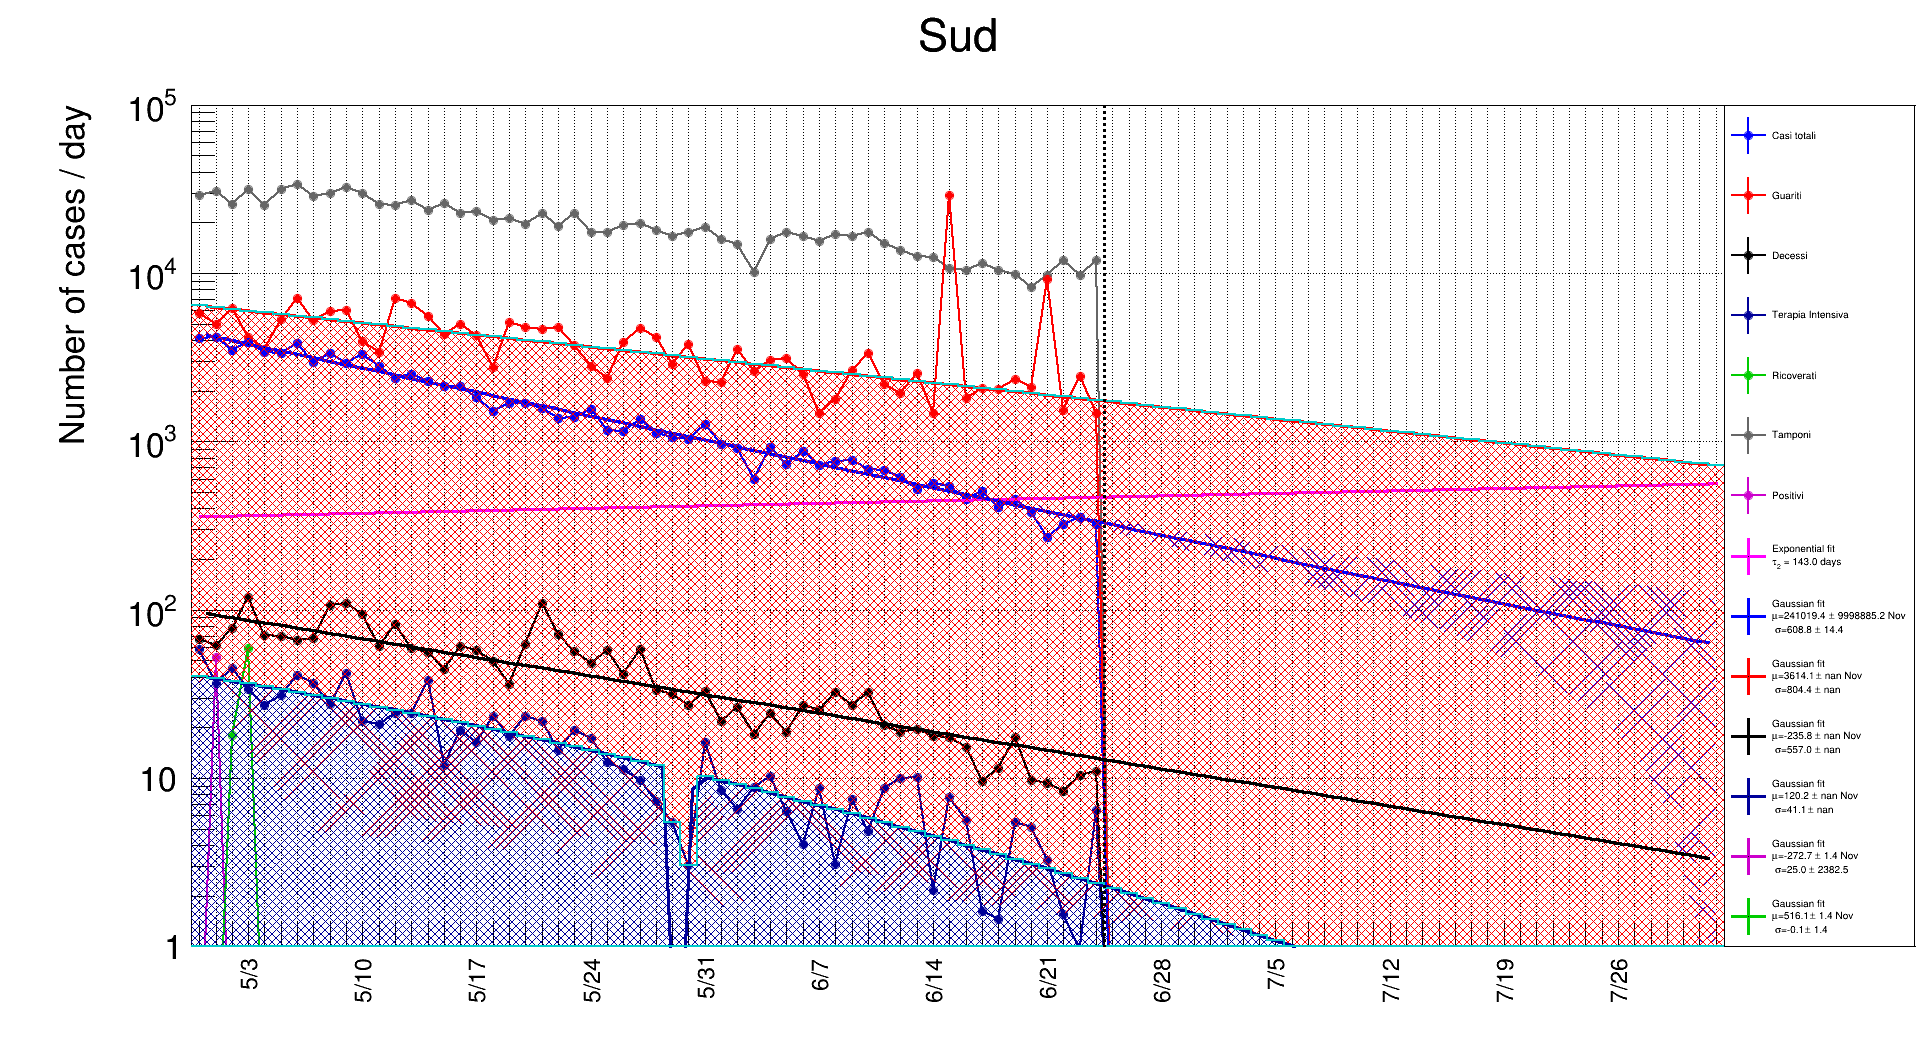 Sud
Number of cases / day
10^5
10^4
10^3
10^2
10
1
5/3
5/10
5/17
5/24
5/31
6/7
6/14
6/21
6/28
7/5
7/12
7/19
7/26
Casi totali
Guariti
Decessi
Terapia Intensiva
Ricoverati
Tamponi
Positivi
Exponential fit
τ_2 = 143.0 days
Gaussian fit
μ=241019.4 ± 9998885.2 Nov
σ=608.8 ± 14.4
Gaussian fit
μ=3614.1 ± nan Nov
σ=804.4 ± nan
Gaussian fit
μ=-235.8 ± nan Nov
σ=557.0 ± nan
Gaussian fit
μ=120.2 ± nan Nov
σ=41.1 ± nan
Gaussian fit
μ=-272.7 ± 1.4 Nov
σ=25.0 ± 2382.5
Gaussian fit
μ=516.1 ± 1.4 Nov
σ=-0.1 ± 1.4